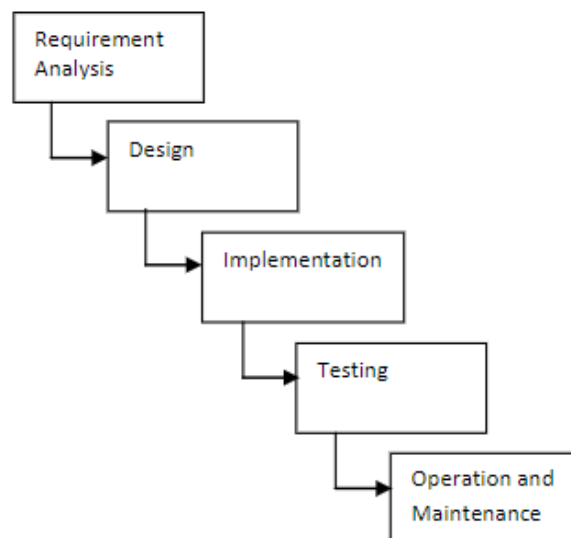 Requirement
Analysis
Design
Implementation
Testing
Operation and
Maintenance